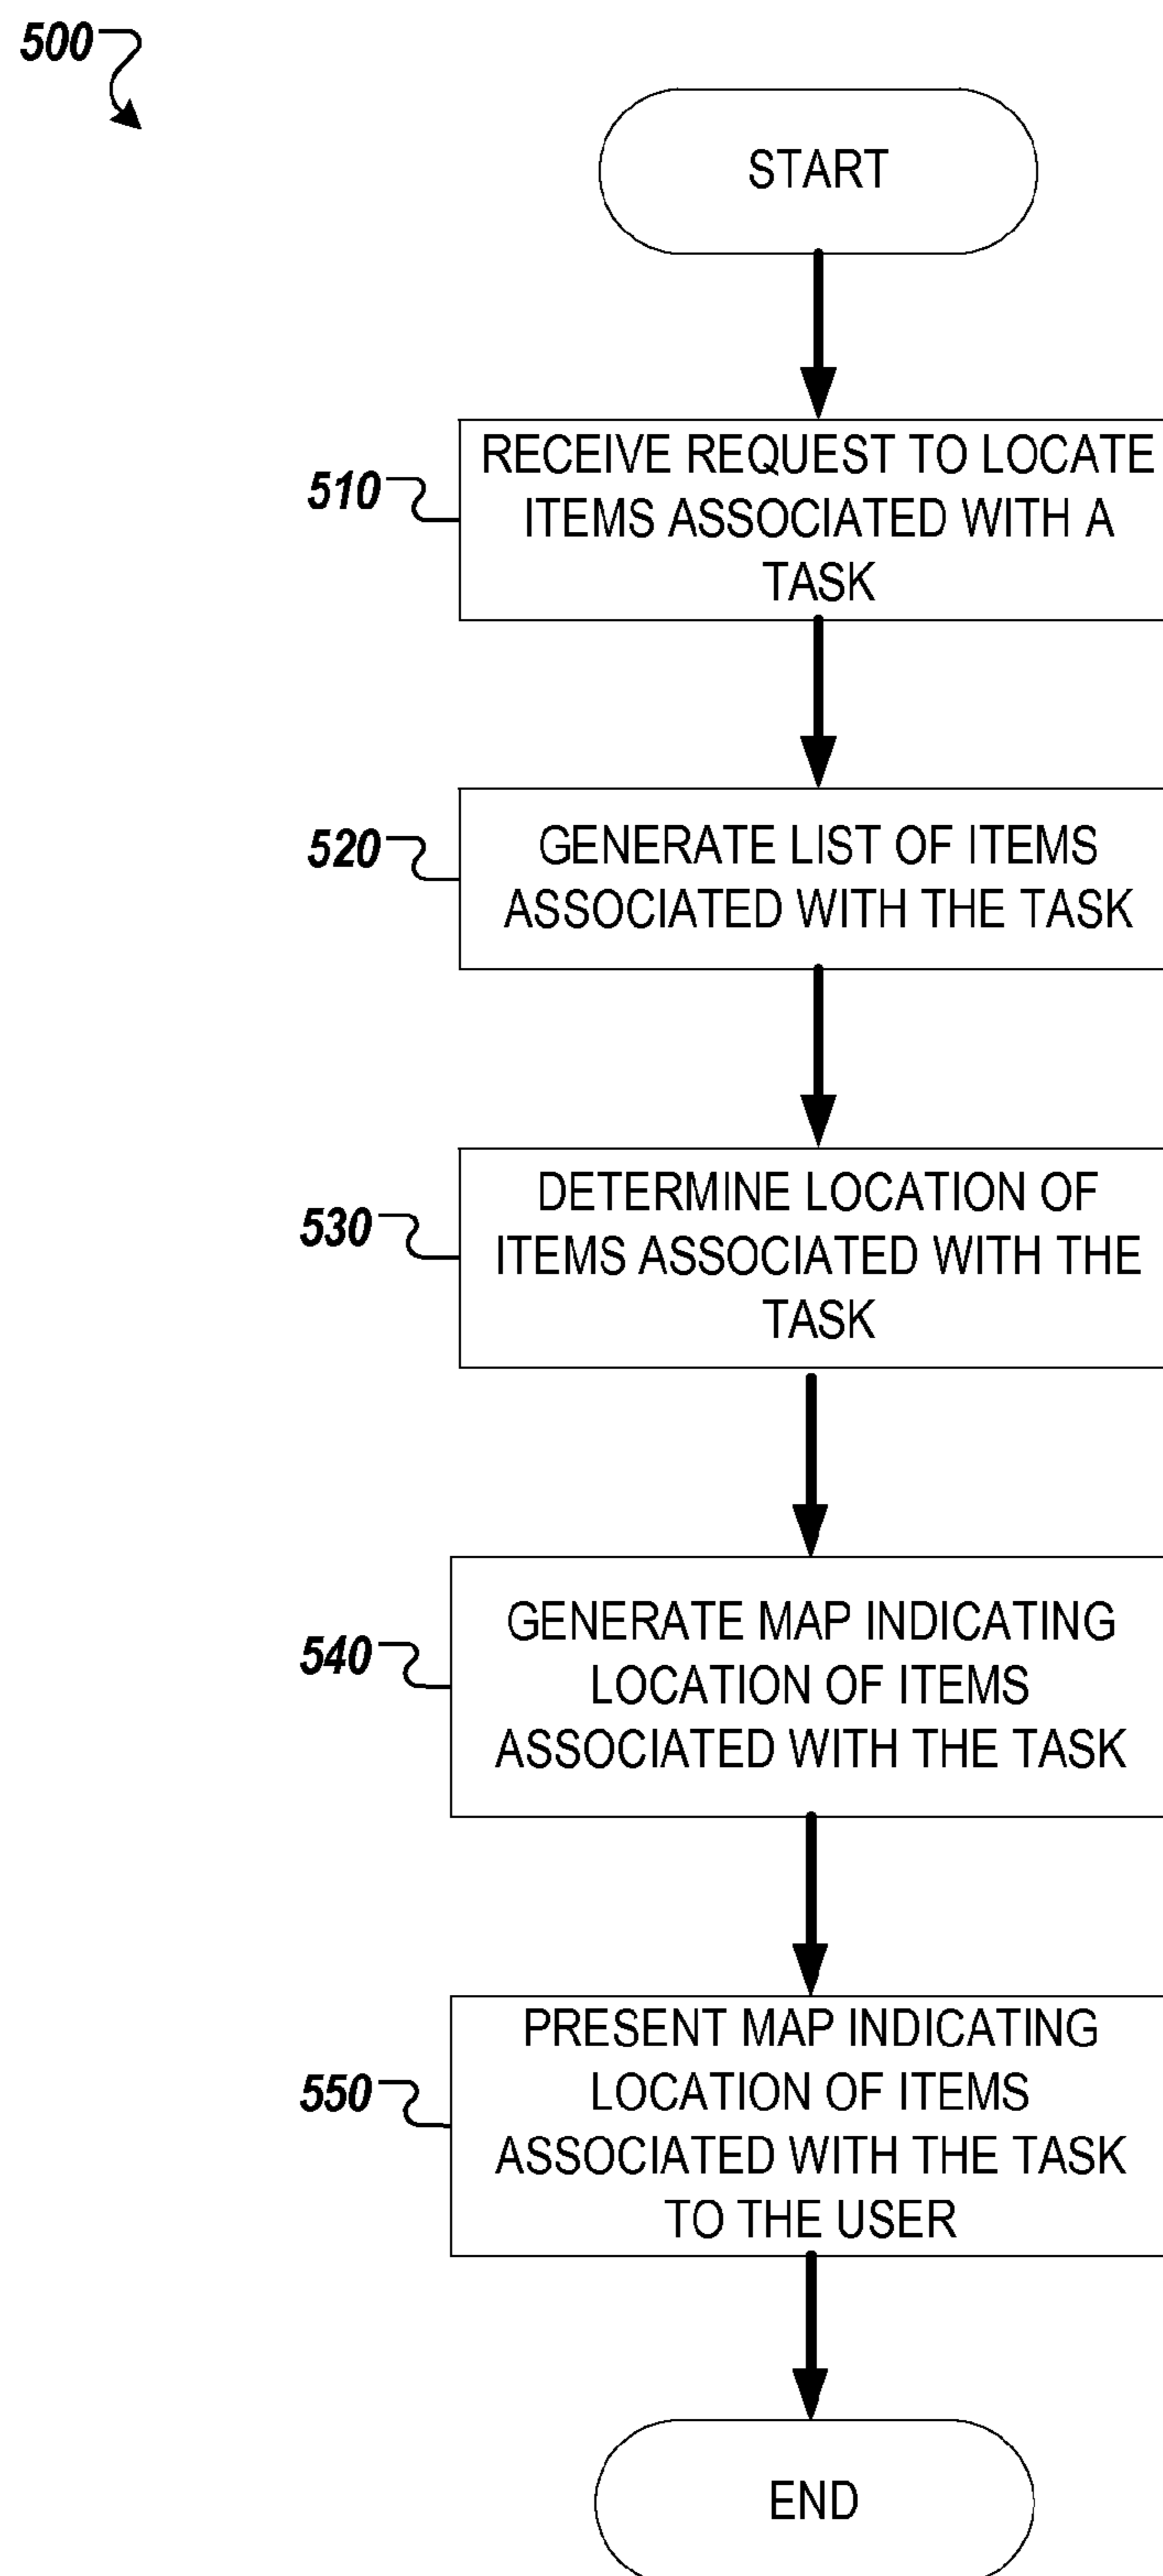 500
START
510
RECEIVE REQUEST TO LOCATE
ITEMS ASSOCIATED WITH A
TASK
520
GENERATE LIST OF ITEMS
ASSOCIATED WITH THE TASK
530
DETERMINE LOCATION OF
ITEMS ASSOCIATED WITH THE
TASK
540
GENERATE MAP INDICATING
LOCATION OF ITEMS
ASSOCIATED WITH THE TASK
550
PRESENT MAP INDICATING
LOCATION OF ITEMS
ASSOCIATED WITH THE TASK
TO THE USER
END